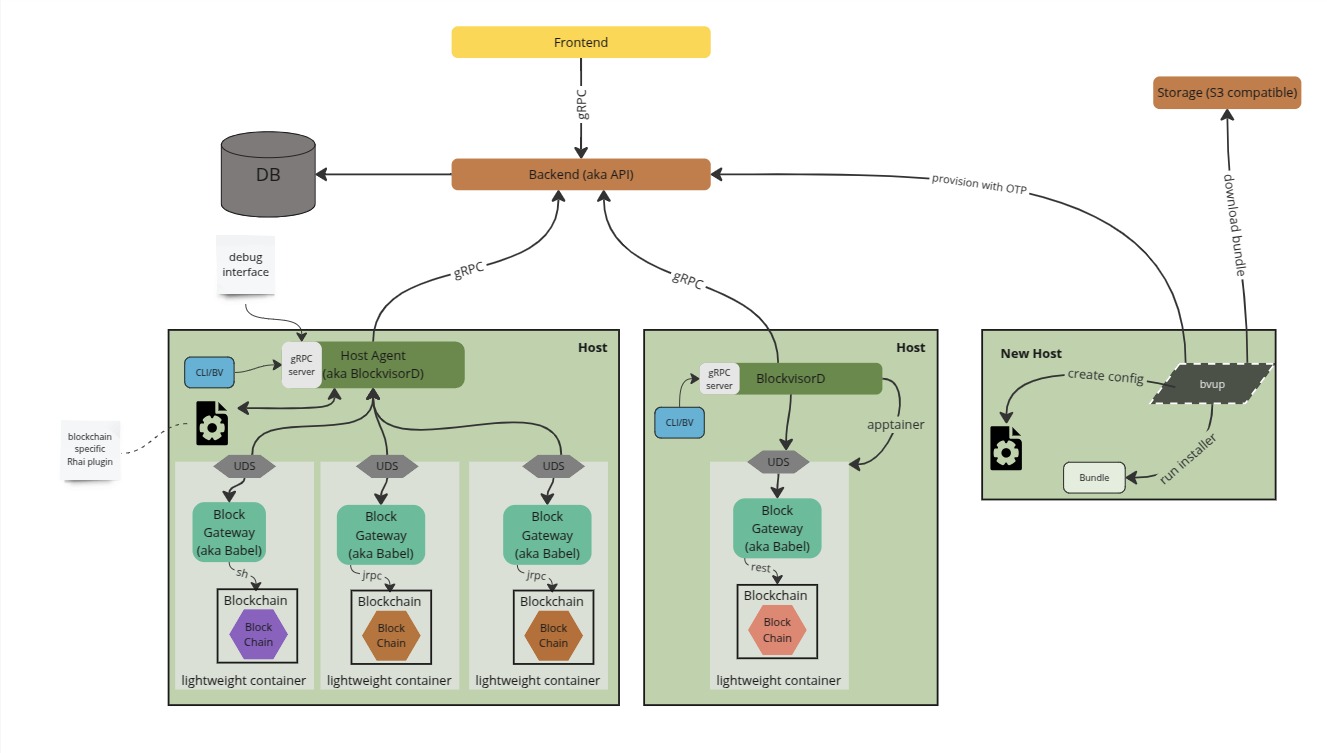 Frontend
gRPC
Storage (S3 compatible)
DB
Backend (aka API)
provision with OTP
download bundle
debug
interface
gRPC
gRPC
Host
gRPC
server
Host Agent
(aka BlockvisorD)
CLI/BV
blockchain
specific
Rhai plugin
UDS
UDS
UDS
Block
Gateway
(aka Babel)
Block
Gateway
(aka Babel)
Block
Gateway
(aka Babel)
sh
jrpc
jrpc
Blockchain
Block
Chain
Blockchain
Block
Chain
Blockchain
Block
Chain
lightweight container
lightweight container
lightweight container
Host
gRPC
server
BlockvisorD
CLI/BV
apptainer
UDS
Block
Gateway
(aka Babel)
rest
Blockchain
Block
Chain
lightweight container
New Host
create config
bvup
run installer
Bundle